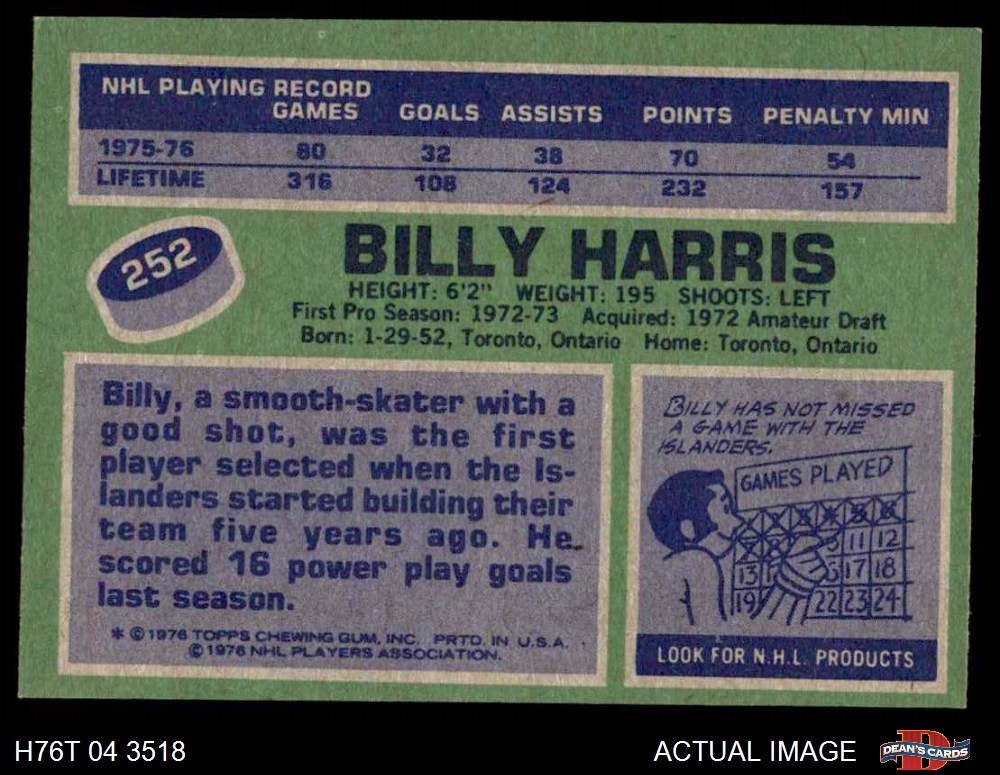 NHL PLAYING RECORD
GAMES GOALS ASSISTS POINTS PENALTY MIN
1975-76 80 32 38 70 54
LIFETIME 316 108 124 232 157
252
BILLY HARRIS
HEIGHT: 6'2" WEIGHT: 195 SHOOTS: LEFT
First Pro Season: 1972-73 Acquired: 1972 Amateur Draft
Born: 1-29-52, Toronto, Ontario Home: Toronto, Ontario
Billy, a smooth-skater with a
good shot, was the first
player selected when the Is-
landers started building their
team five years ago. He
scored 16 power play goals
last season.
* © 1976 TOPPS CHEWING GUM, INC. PRTD. IN U.S.A.
© 1976 NHL PLAYERS ASSOCIATION.
BILLY HAS NOT MISSED
A GAME WITH THE
ISLANDERS.
GAMES PLAYED
11 12
13 17 18
19 22 23 24
LOOK FOR N.H.L. PRODUCTS
H76T 04 3518
ACTUAL IMAGE
D
DEAN'S CARDS